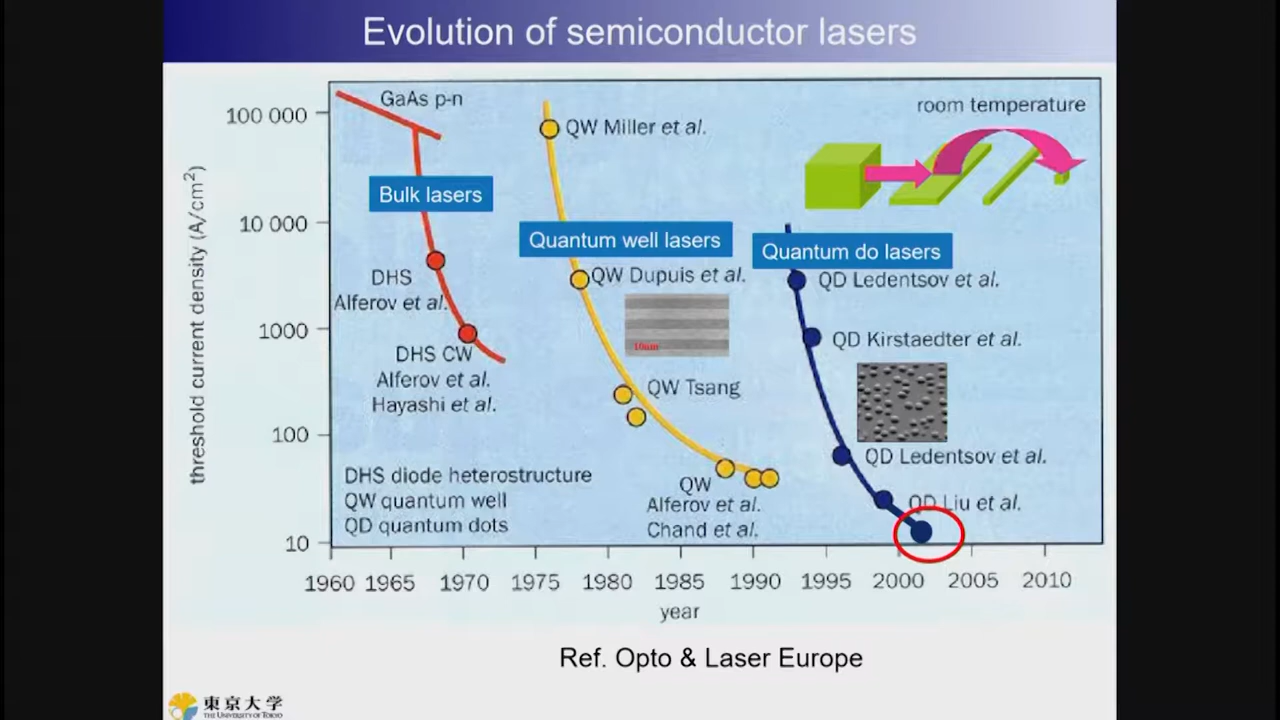 Evolution of semiconductor lasers
threshold current density (A/cm²)
100 000
10 000
1000
100
10
GaAs p-n
Bulk lasers
DHS
Alferov et al.
DHS CW
Alferov et al.
Hayashi et al.
DHS diode heterostructure
QW quantum well
QD quantum dots
QW Miller et al.
Quantum well lasers
QW Dupuis et al.
10nm
QW Tsang
QW
Alferov et al.
Chand et al.
room temperature
Quantum do lasers
QD Ledentsov et al.
QD Kirstaedter et al.
QD Ledentsov et al.
QD Liu et al.
1960 1965 1970 1975 1980 1985 1990 1995 2000 2005 2010
year
Ref. Opto & Laser Europe
東京大学
THE UNIVERSITY OF TOKYO